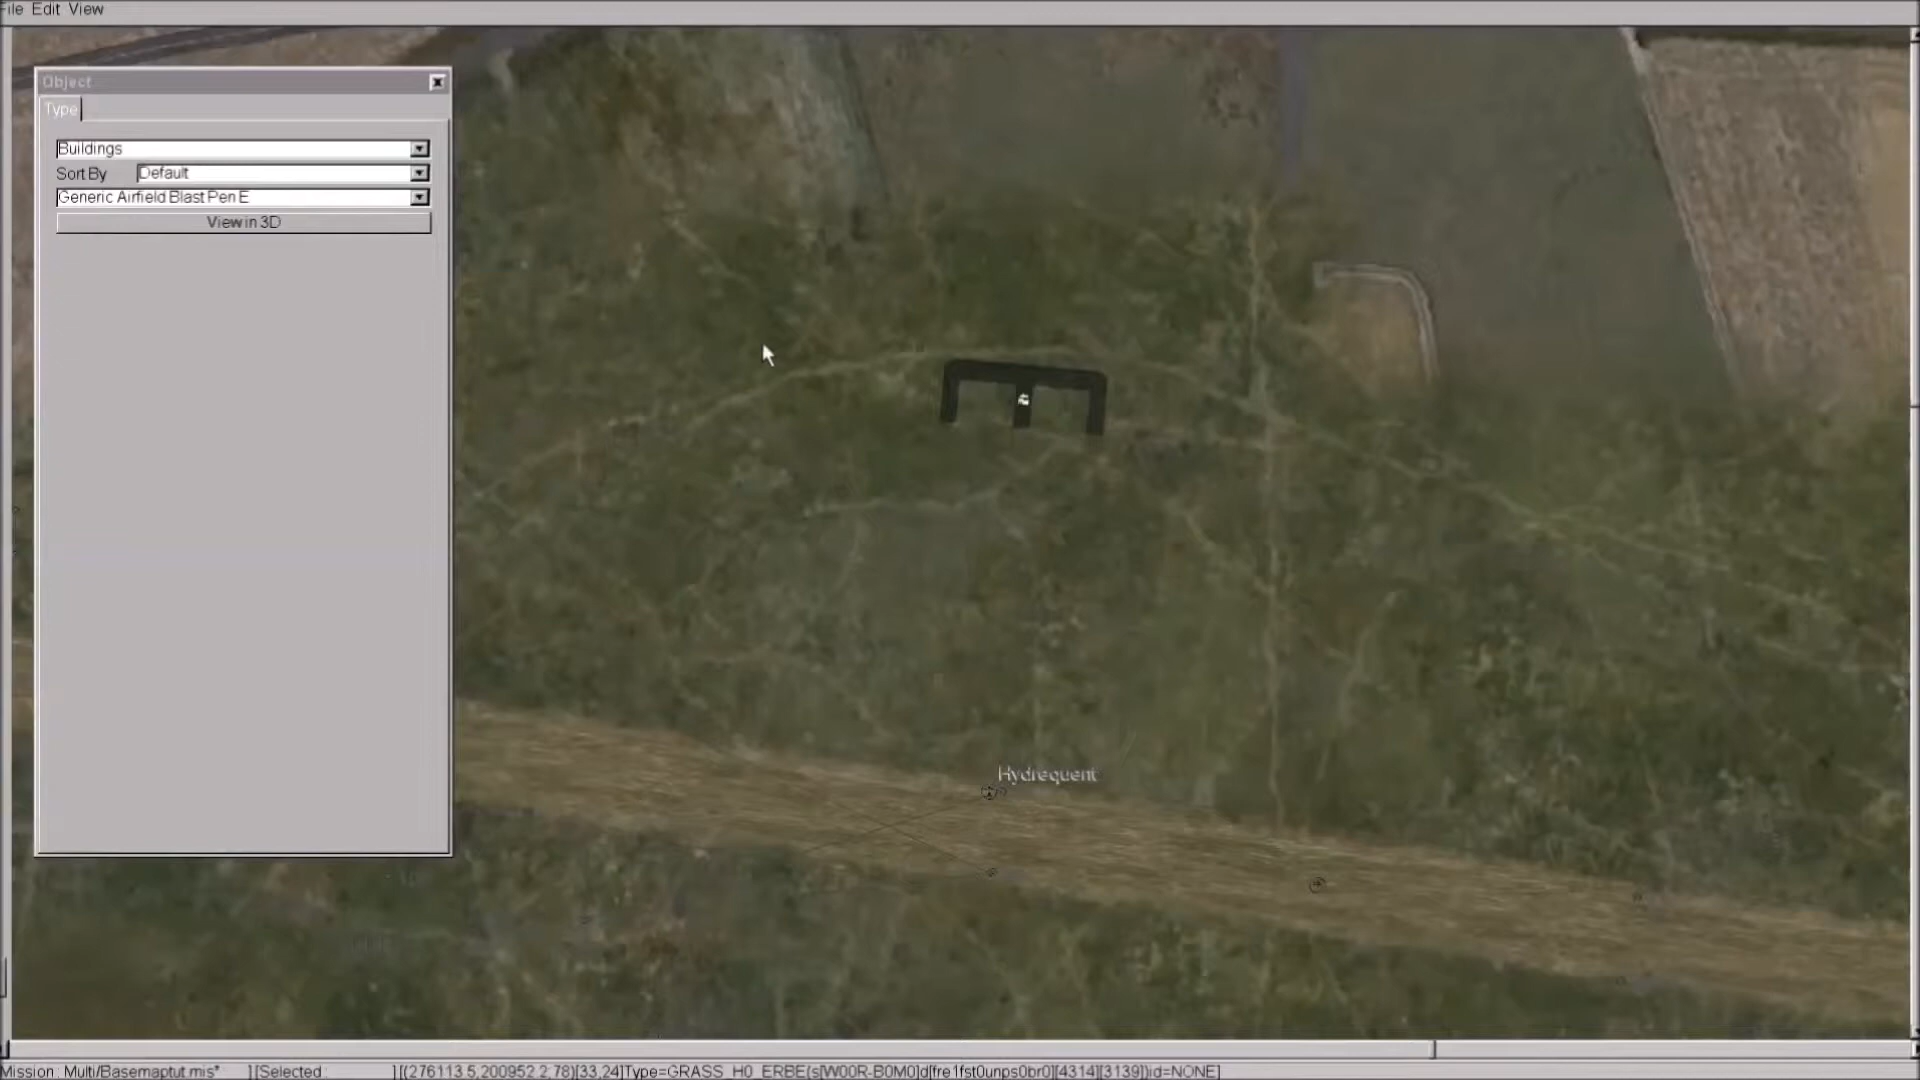 File Edit View
Object
Type
Buildings
Sort By Default
Generic Airfield Blast Pen E
View in 3D
Hydrequent
Mission : Multi/Basemaptut.mis* ][Selected : ][(276113.5,200952.2,78)[33,24]Type=GRASS_H0_ERBE(s[W00R-B0M0]d[fre1fst0unps0br0][4314][3139])id=NONE]